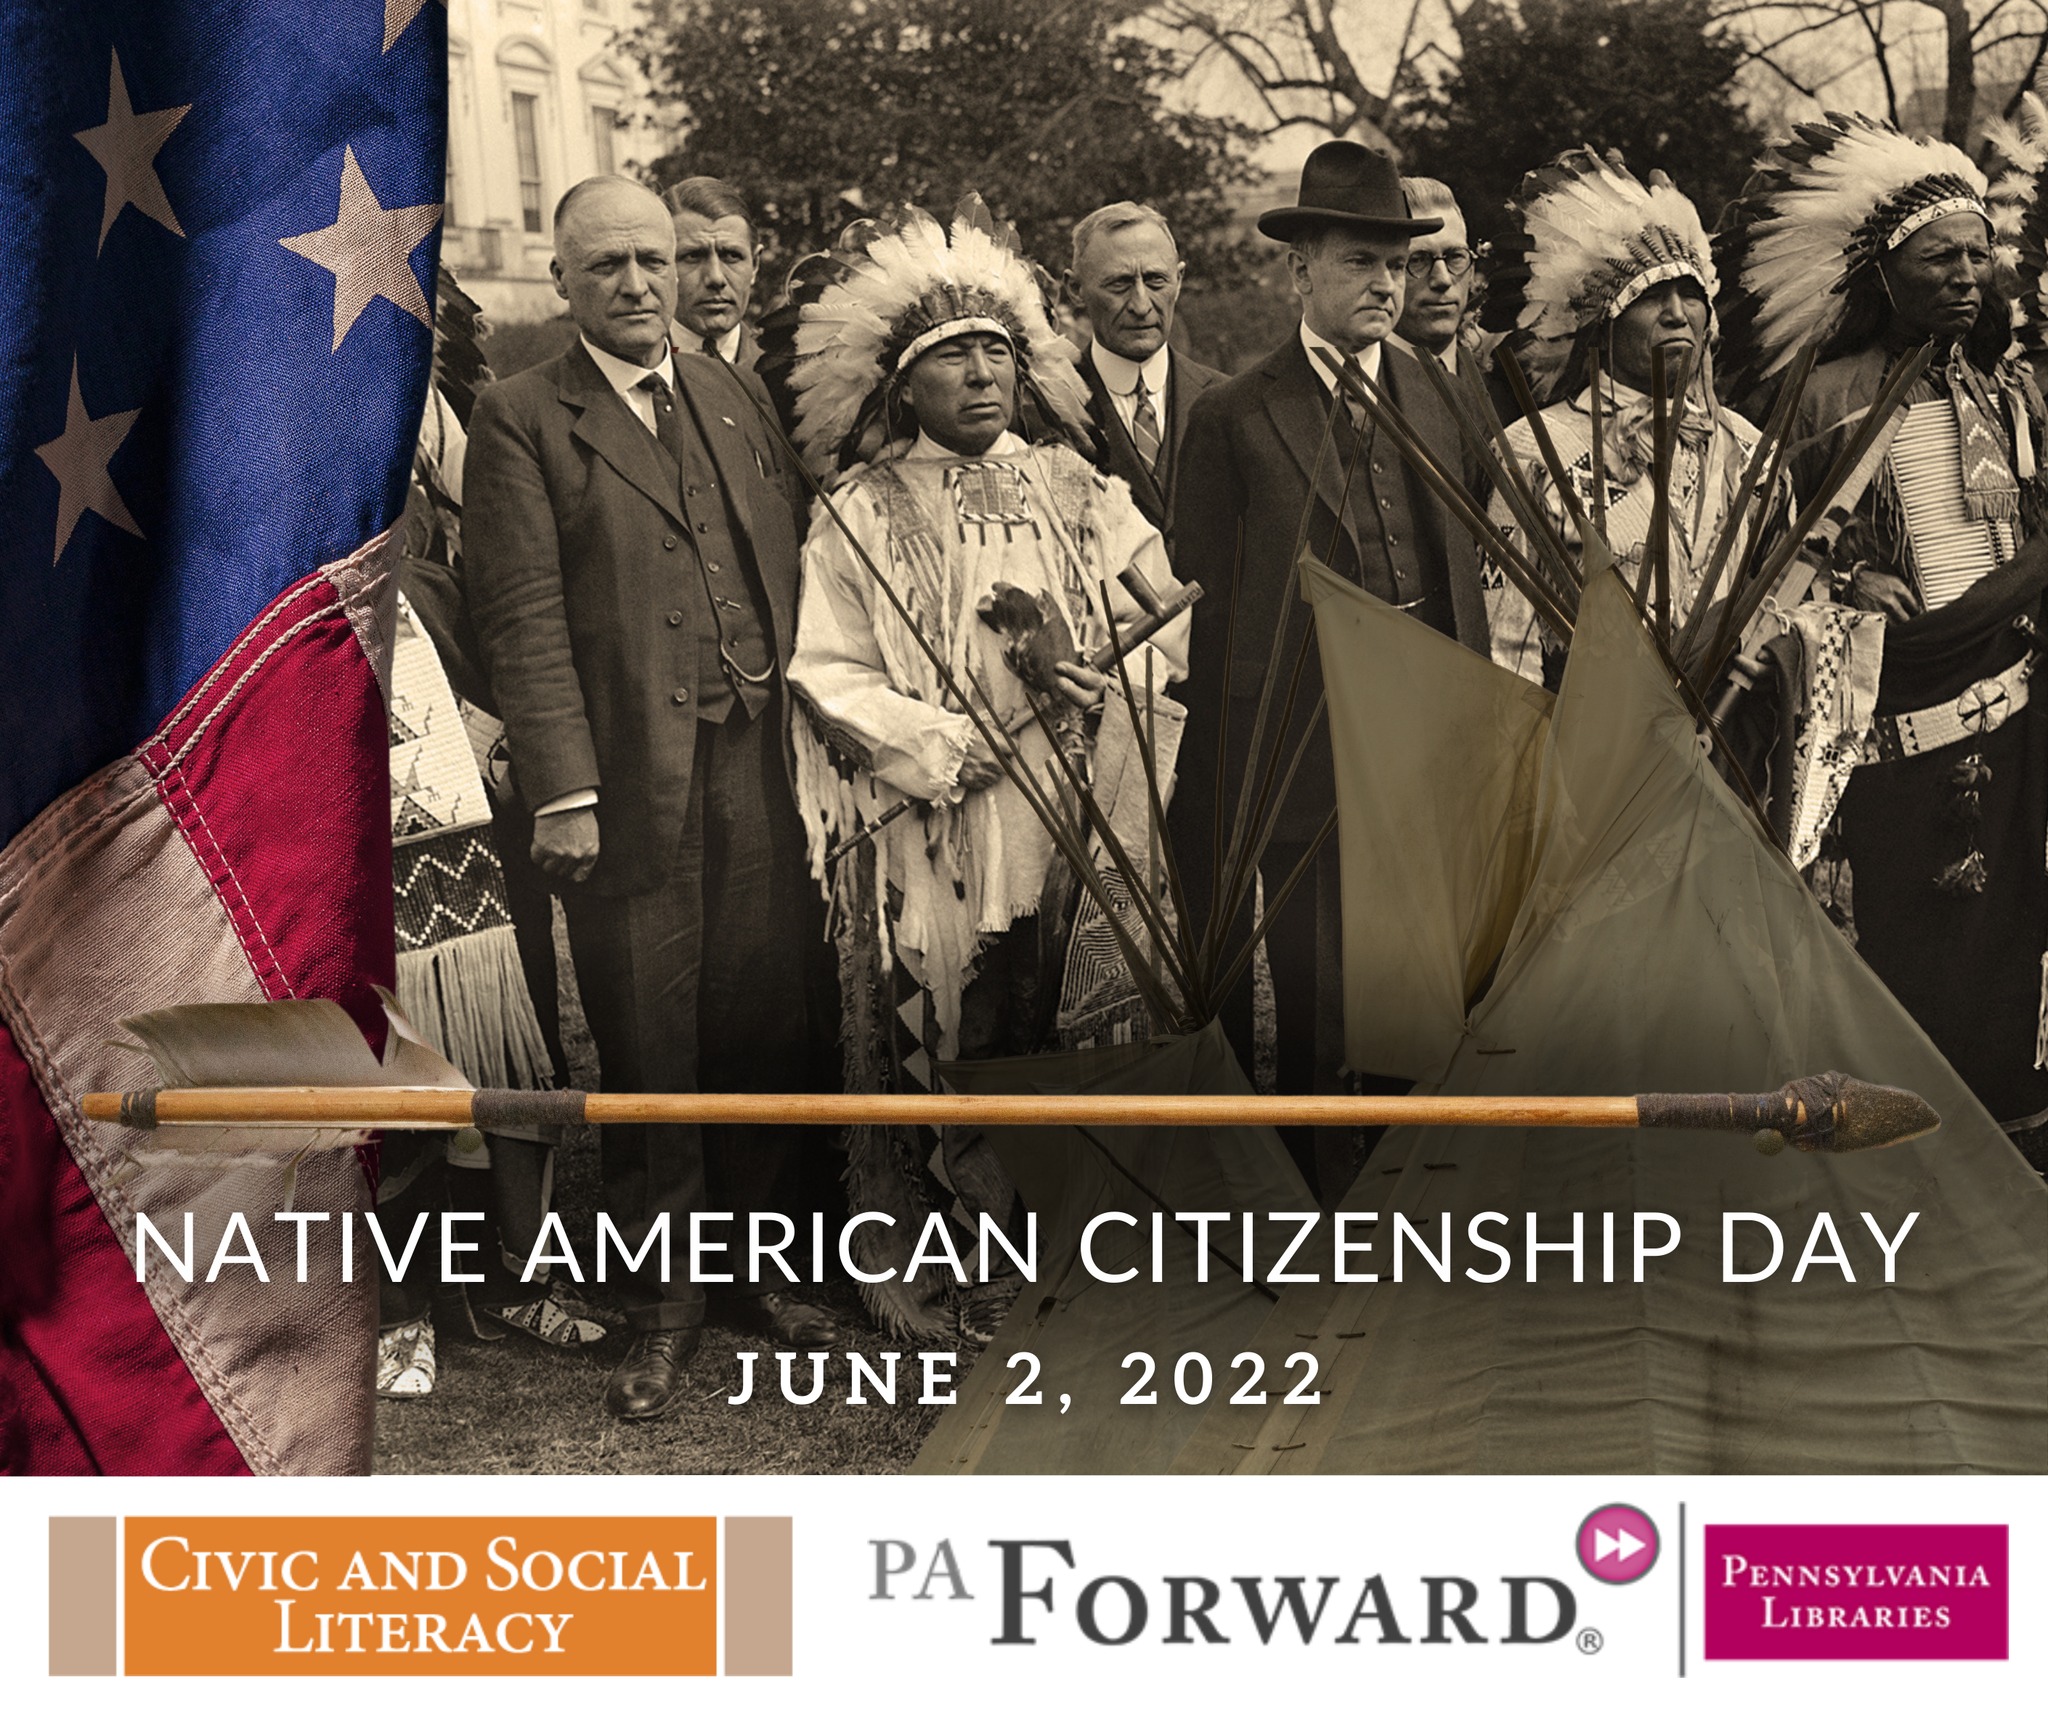 NATIVE AMERICAN CITIZENSHIP DAY
JUNE 2, 2022
CIVIC AND SOCIAL
LITERACY
PA FORWARD®
PENNSYLVANIA
LIBRARIES